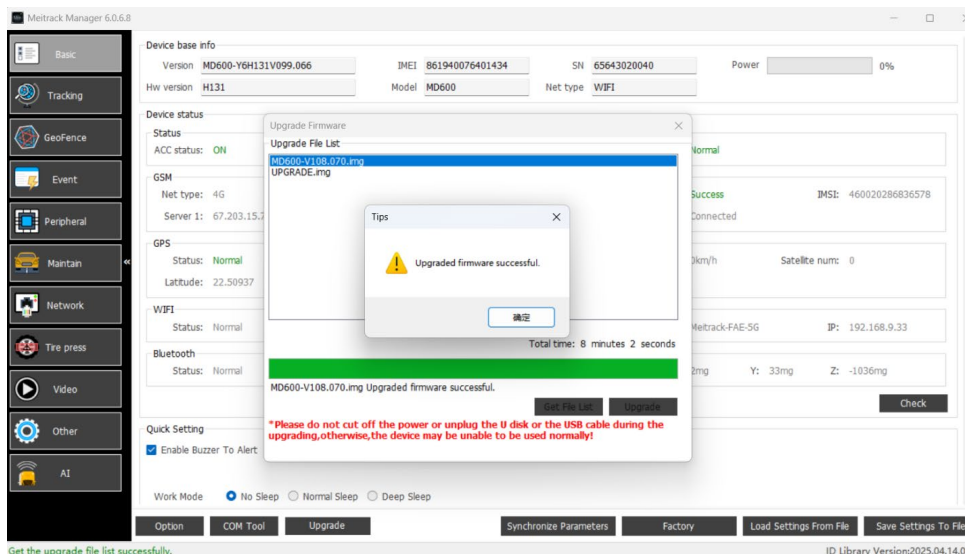 Meitrack Manager 6.0.6.8
Basic
Tracking
GeoFence
Event
Peripheral
Maintain
«
Network
Tire press
Video
Other
AI
Device base info
Version MD600-Y6H131V099.066 IMEI 861940076401434 SN 65643020040 Power 0%
Hw version H131 Model MD600 Net type WIFI
Device status
Status
ACC status: ON Normal
GSM
Net type: 4G Success IMSI: 460020286836578
Server 1: 67.203.15. Connected
GPS
Status: Normal 0km/h Satellite num: 0
Latitude: 22.50937
WIFI
Status: Normal Meitrack-FAE-5G IP: 192.168.9.33
Bluetooth
Status: Normal 2mg Y: 33mg Z: -1036mg
Check
Upgrade Firmware
Upgrade File List
MD600-V108.070.img
UPGRADE.img
Tips
Upgraded firmware successful.
确定
Total time: 8 minutes 2 seconds
MD600-V108.070.img Upgraded firmware successful.
Get File List Upgrade
*Please do not cut off the power or unplug the U disk or the USB cable during the
upgrading,otherwise,the device may be unable to be used normally!
Quick Setting
Enable Buzzer To Alert
Work Mode No Sleep Normal Sleep Deep Sleep
Option COM Tool Upgrade Synchronize Parameters Factory Load Settings From File Save Settings To File
Get the upgrade file list successfully. ID Library Version:2025.04.14.0